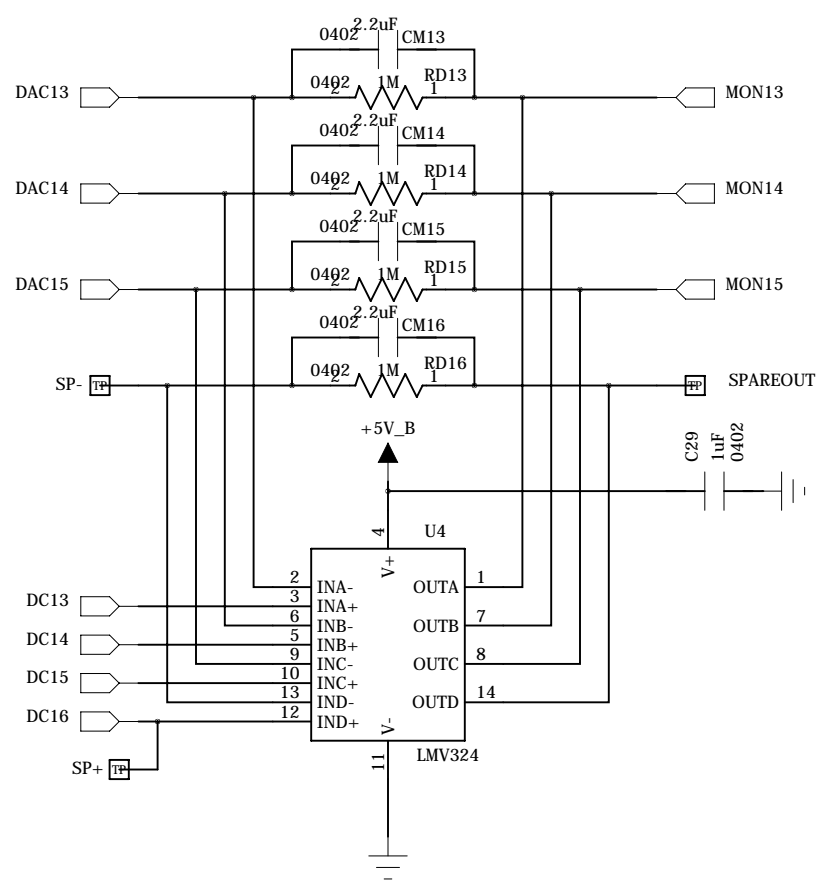 2.2uF
0402 CM13
DAC13 0402 2 1M RD13 1 MON13
2.2uF
0402 CM14
DAC14 0402 2 1M RD14 1 MON14
2.2uF
0402 CM15
DAC15 0402 2 1M RD15 1 MON15
2.2uF
0402 CM16
0402 2 1M RD16 1
SP- TP TP SPAREOUT
+5V_B
C29 1uF 0402
4 U4
V+
2 INA- OUTA 1
DC13 3 INA+
6 INB- OUTB 7
DC14 5 INB+
9 INC- OUTC 8
DC15 10 INC+
13 IND- OUTD 14
DC16 12 IND+
V-
SP+ TP 11 LMV324